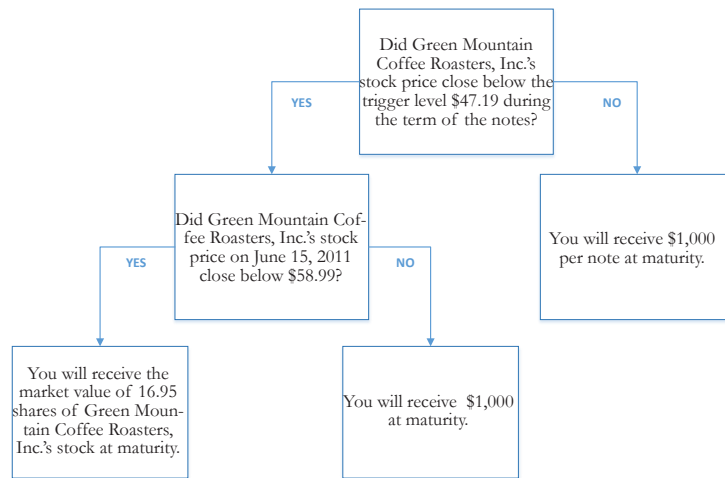 Did Green Mountain
Coffee Roasters, Inc.'s
stock price close below the
trigger level $47.19 during
the term of the notes?
YES
NO
Did Green Mountain Cof-
fee Roasters, Inc.'s stock
price on June 15, 2011
close below $58.99?
You will receive $1,000
per note at maturity.
YES
NO
You will receive the
market value of 16.95
shares of Green Moun-
tain Coffee Roasters,
Inc.'s stock at maturity.
You will receive $1,000
at maturity.